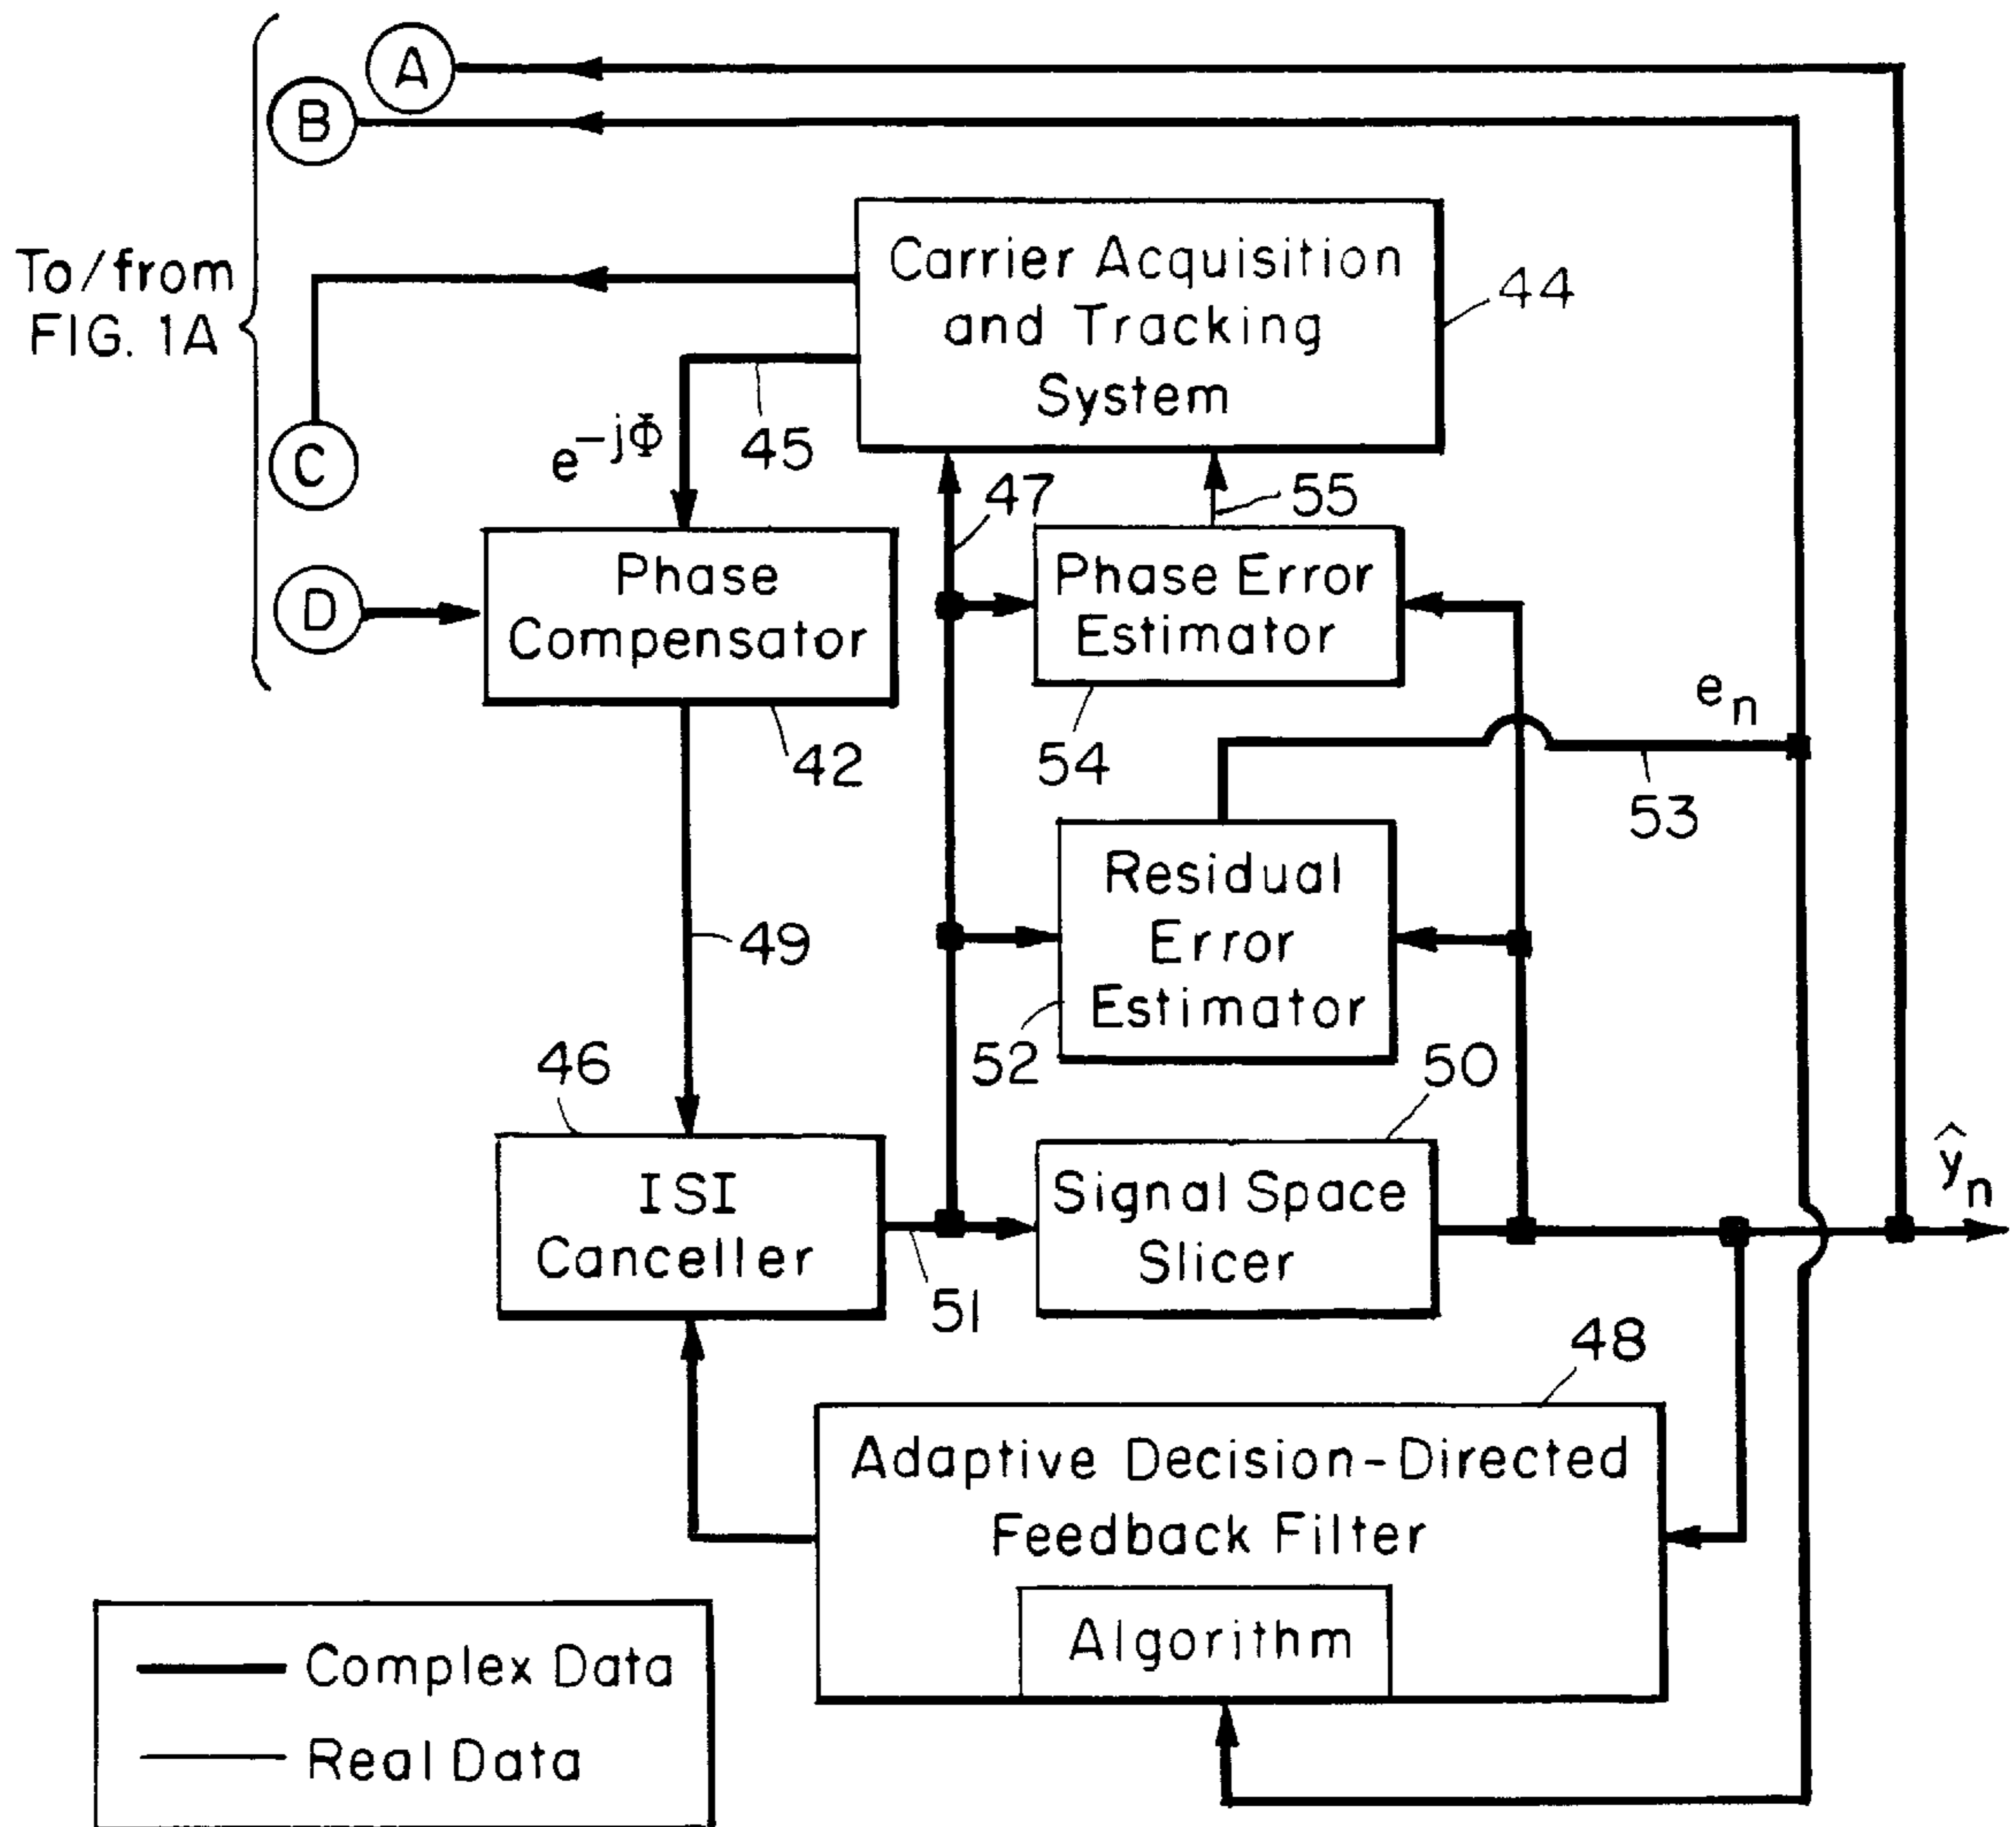 A
B
To/from
FIG. 1A
C
D
Carrier Acquisition
and Tracking
System
44
45
e^-jΦ
47
55
Phase
Compensator
42
Phase Error
Estimator
54
e_n
53
Residual
Error
Estimator
52
49
46
50
ISI
Canceller
51
Signal Space
Slicer
ŷ_n
48
Adaptive Decision-Directed
Feedback Filter
Algorithm
Complex Data
Real Data